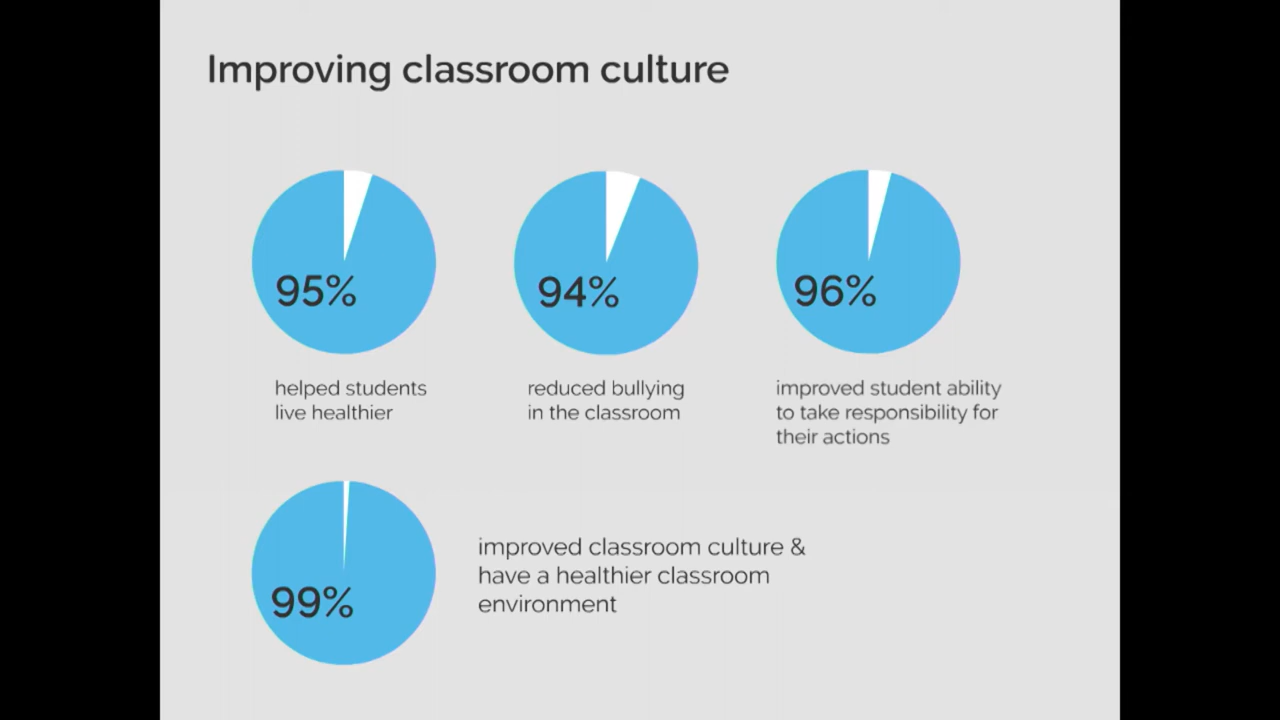 Improving classroom culture
95%
helped students
live healthier
94%
reduced bullying
in the classroom
96%
improved student ability
to take responsibility for
their actions
99%
improved classroom culture &
have a healthier classroom
environment